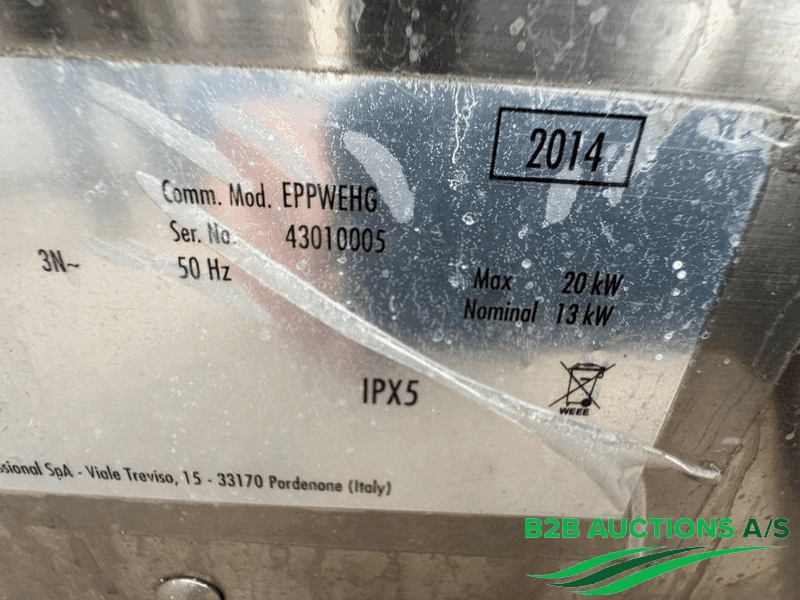 2014
Comm. Mod. EPPWEHG
Ser. No. 43010005
3N~ 50 Hz
Max 20 kW
Nominal 13 kW
IPX5
WEEE
SpA - Viale Treviso, 15 - 33170 Pordenone (Italy)
B2B AUCTIONS A/S